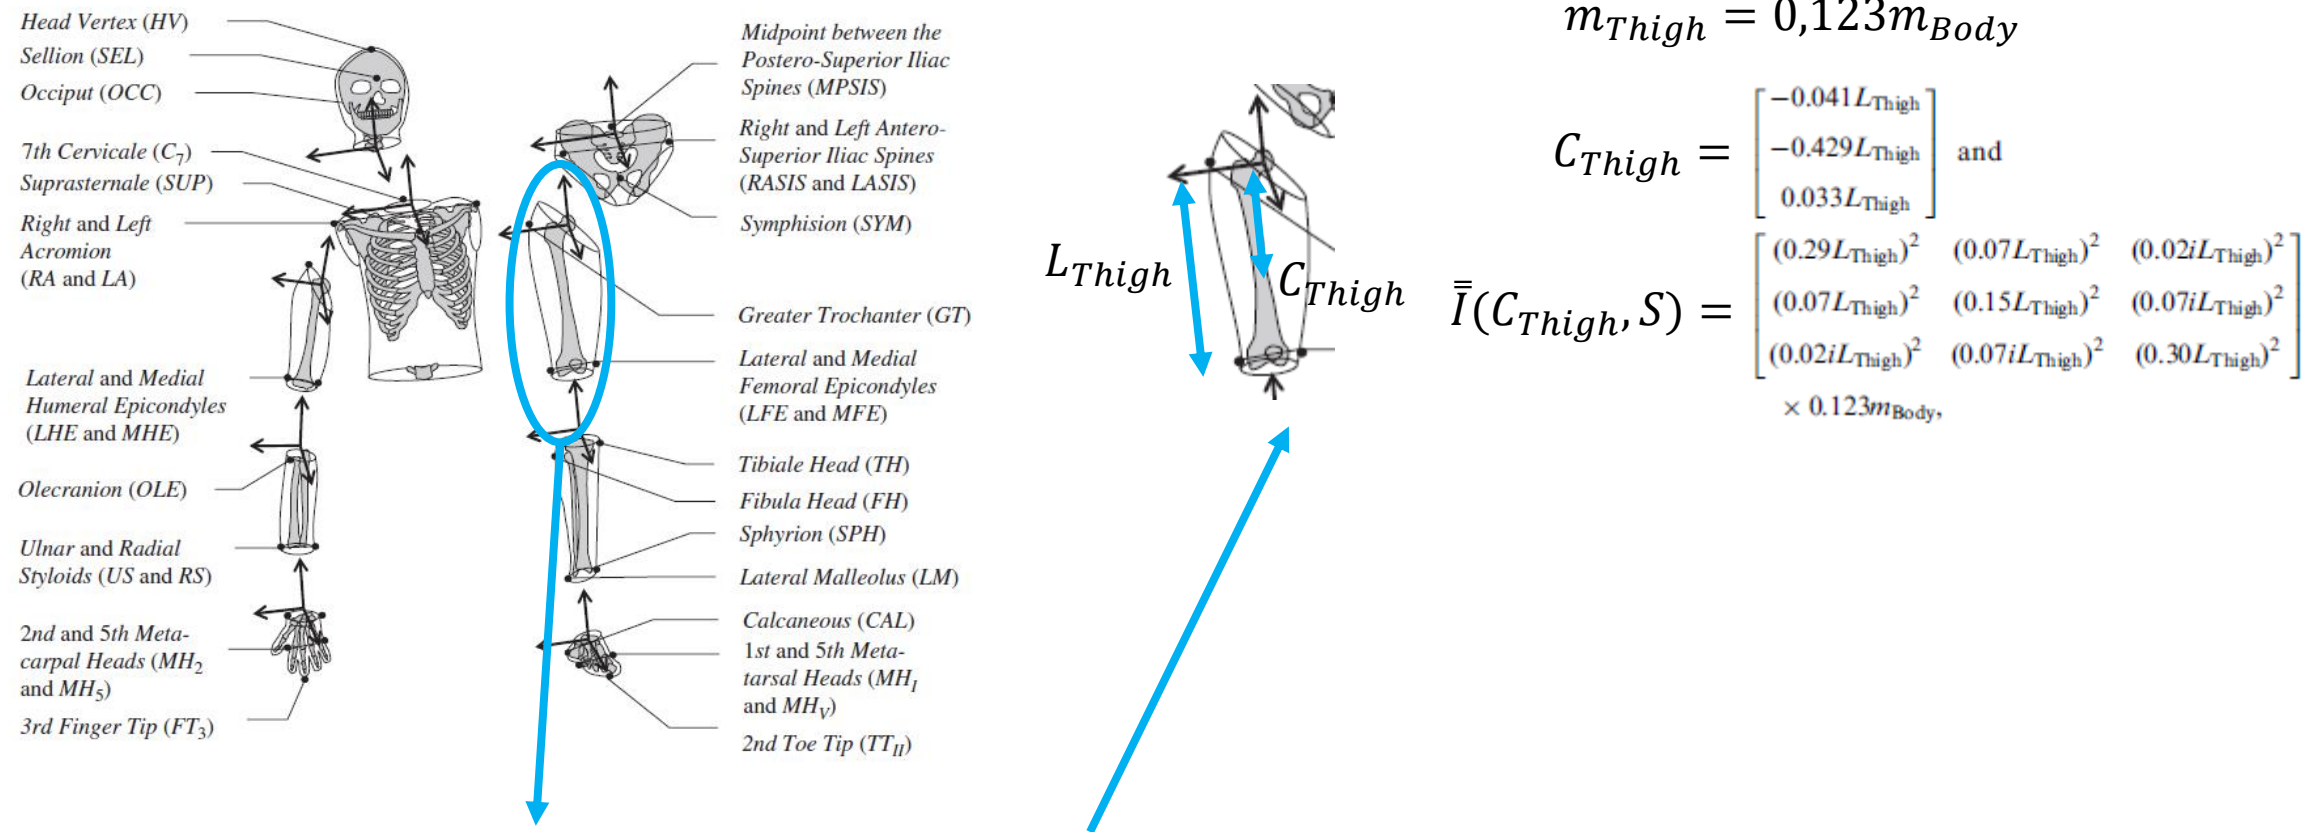 Head Vertex (HV)
Sellion (SEL)
Occiput (OCC)
7th Cervicale (C7)
Suprasternale (SUP)
Right and Left
Acromion
(RA and LA)
Lateral and Medial
Humeral Epicondyles
(LHE and MHE)
Olecranion (OLE)
Ulnar and Radial
Styloids (US and RS)
2nd and 5th Meta-
carpal Heads (MH2
and MH5)
3rd Finger Tip (FT3)
Midpoint between the
Postero-Superior Iliac
Spines (MPSIS)
Right and Left Antero-
Superior Iliac Spines
(RASIS and LASIS)
Symphision (SYM)
Greater Trochanter (GT)
Lateral and Medial
Femoral Epicondyles
(LFE and MFE)
Tibiale Head (TH)
Fibula Head (FH)
Sphyrion (SPH)
Lateral Malleolus (LM)
Calcaneous (CAL)
1st and 5th Meta-
tarsal Heads (MHI
and MHV)
2nd Toe Tip (TTII)
LThigh
CThigh
mThigh = 0,123mBody
CThigh = [−0.041LThigh
−0.429LThigh and
0.033LThigh]
I̿(CThigh, S) = [(0.29LThigh)² (0.07LThigh)² (0.02iLThigh)²
(0.07LThigh)² (0.15LThigh)² (0.07iLThigh)²
(0.02iLThigh)² (0.07iLThigh)² (0.30LThigh)²]
× 0.123mBody,